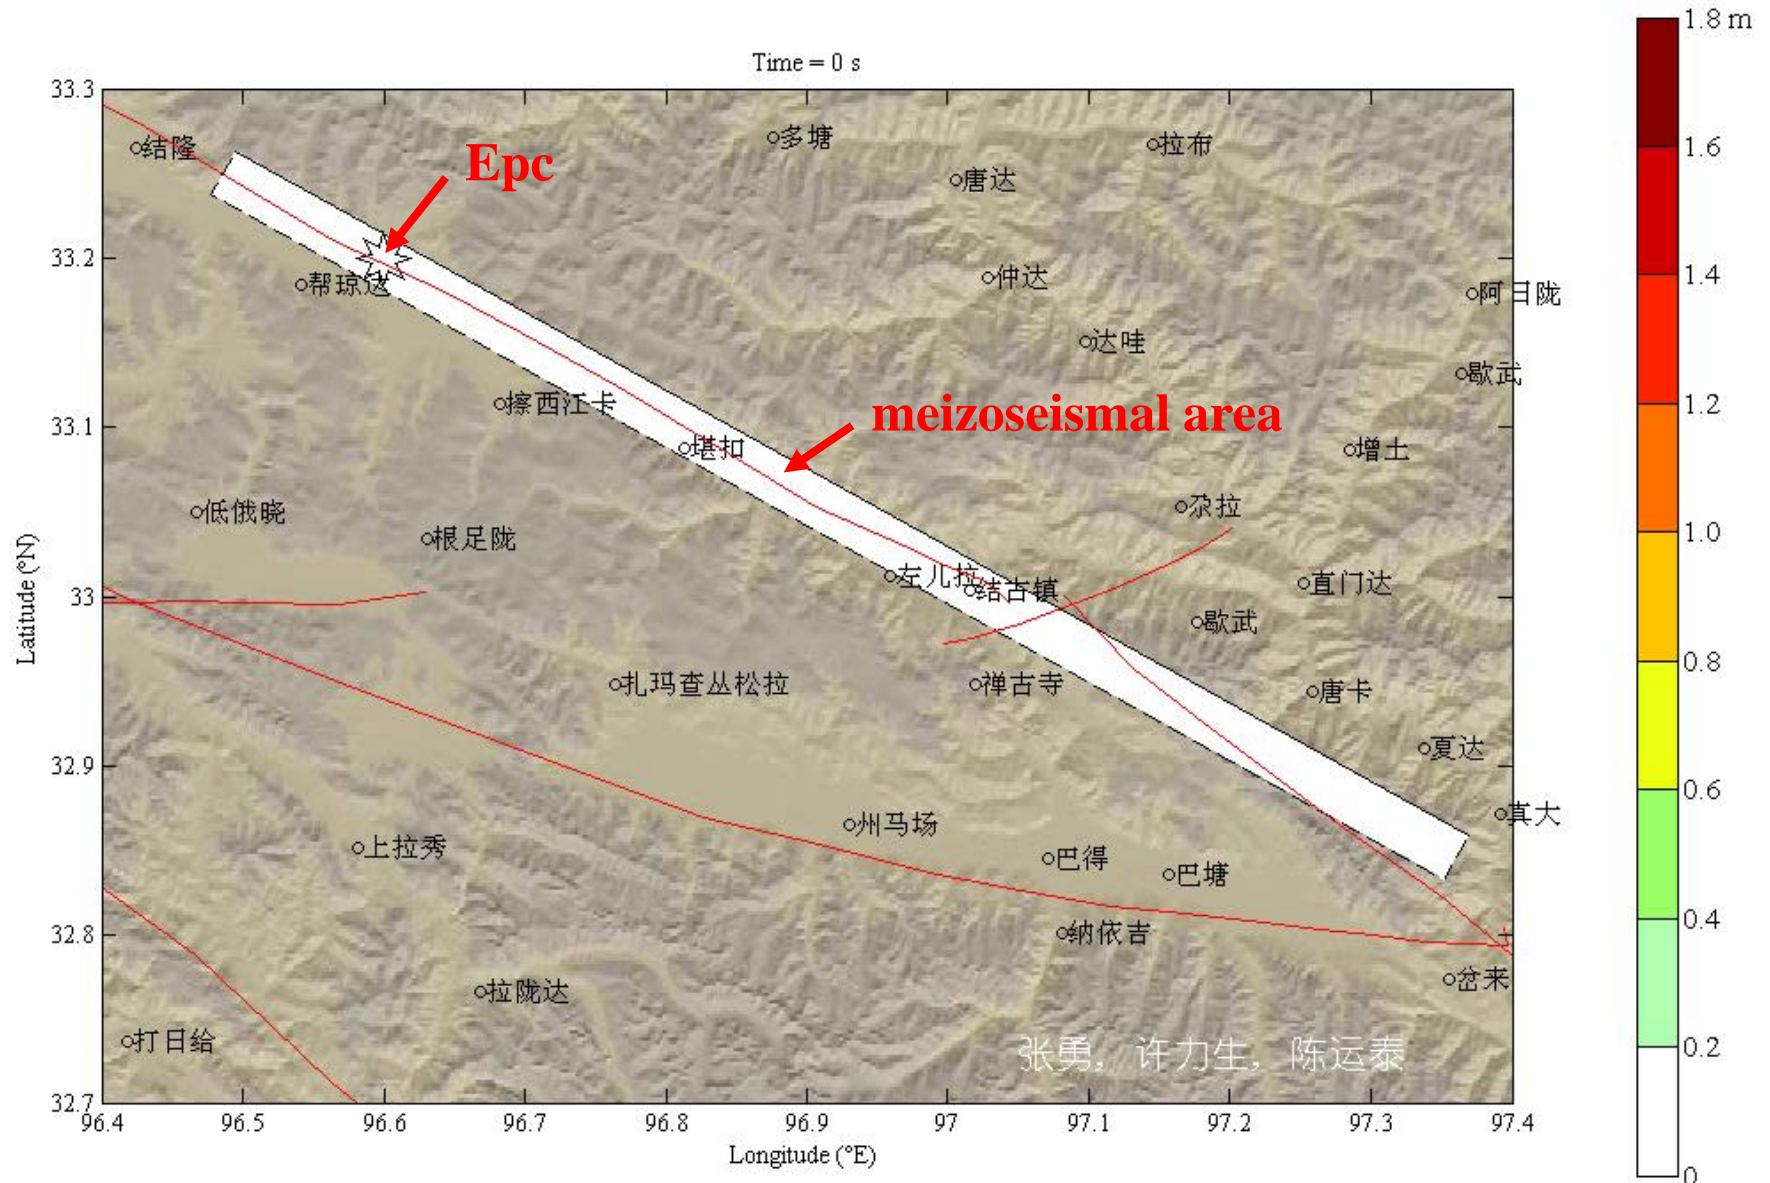 Time = 0 s
1.8 m
1.6
1.4
1.2
1.0
0.8
0.6
0.4
0.2
0
33.3
33.2
33.1
33
32.9
32.8
32.7
Latitude (°N)
96.4
96.5
96.6
96.7
96.8
96.9
97
97.1
97.2
97.3
97.4
Longitude (°E)
Epc
meizoseismal area
结隆
多塘
拉布
唐达
帮琼达
仲达
阿日陇
达哇
歇武
擦西江卡
堪扣
增土
低俄晓
尕拉
根足陇
左儿拉
结古镇
直门达
歇武
扎玛查丛松拉
禅古寺
唐卡
夏达
真大
州马场
上拉秀
巴得
巴塘
纳依吉
岔来
拉陇达
打日给
张勇, 许力生, 陈运泰